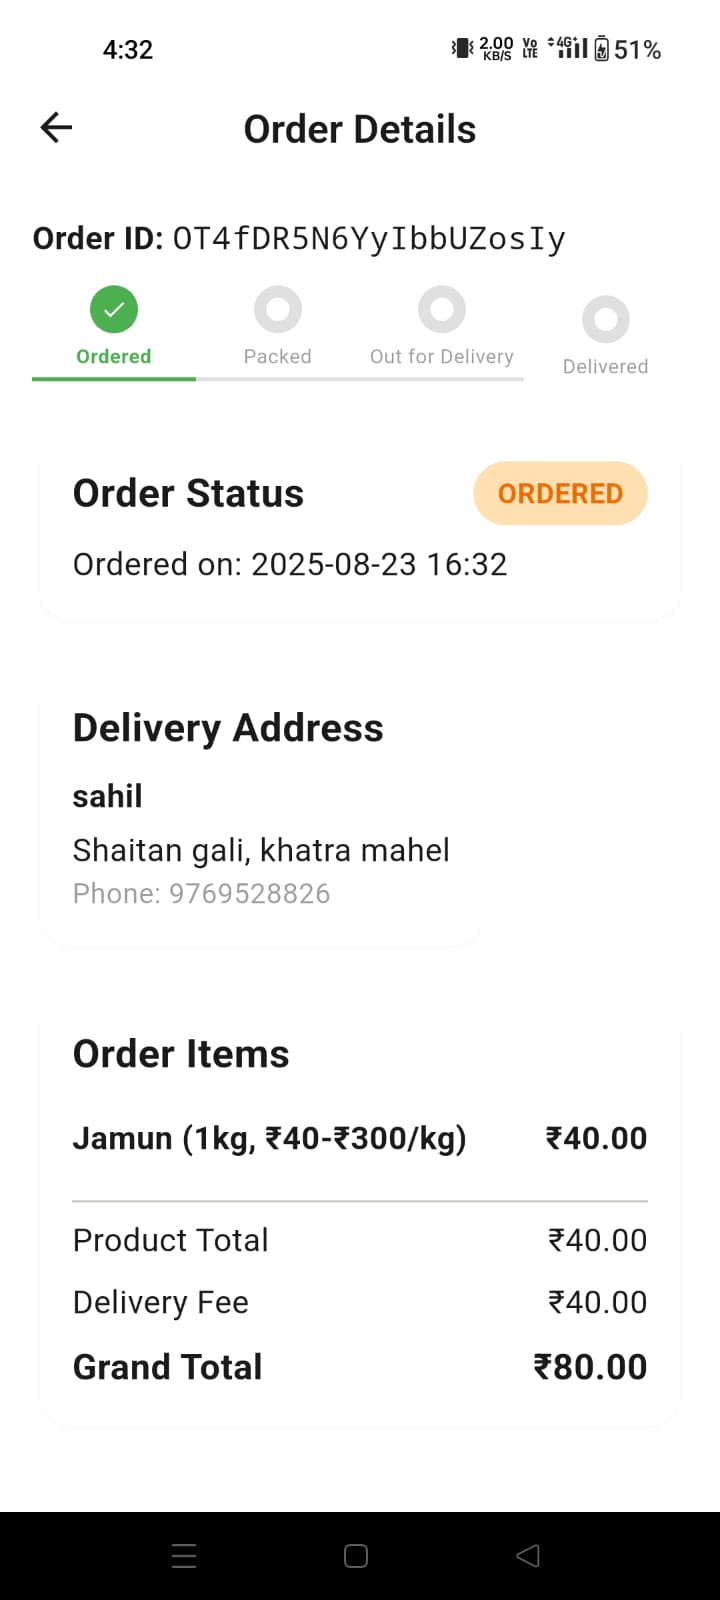 4:32
2.00 KB/S Vo LTE 4G+ 51%
Order Details
Order ID: OT4fDR5N6YyIbbUZosIy
Ordered Packed Out for Delivery Delivered
Order Status ORDERED
Ordered on: 2025-08-23 16:32
Delivery Address
sahil
Shaitan gali, khatra mahel
Phone: 9769528826
Order Items
Jamun (1kg, ₹40-₹300/kg) ₹40.00
Product Total ₹40.00
Delivery Fee ₹40.00
Grand Total ₹80.00